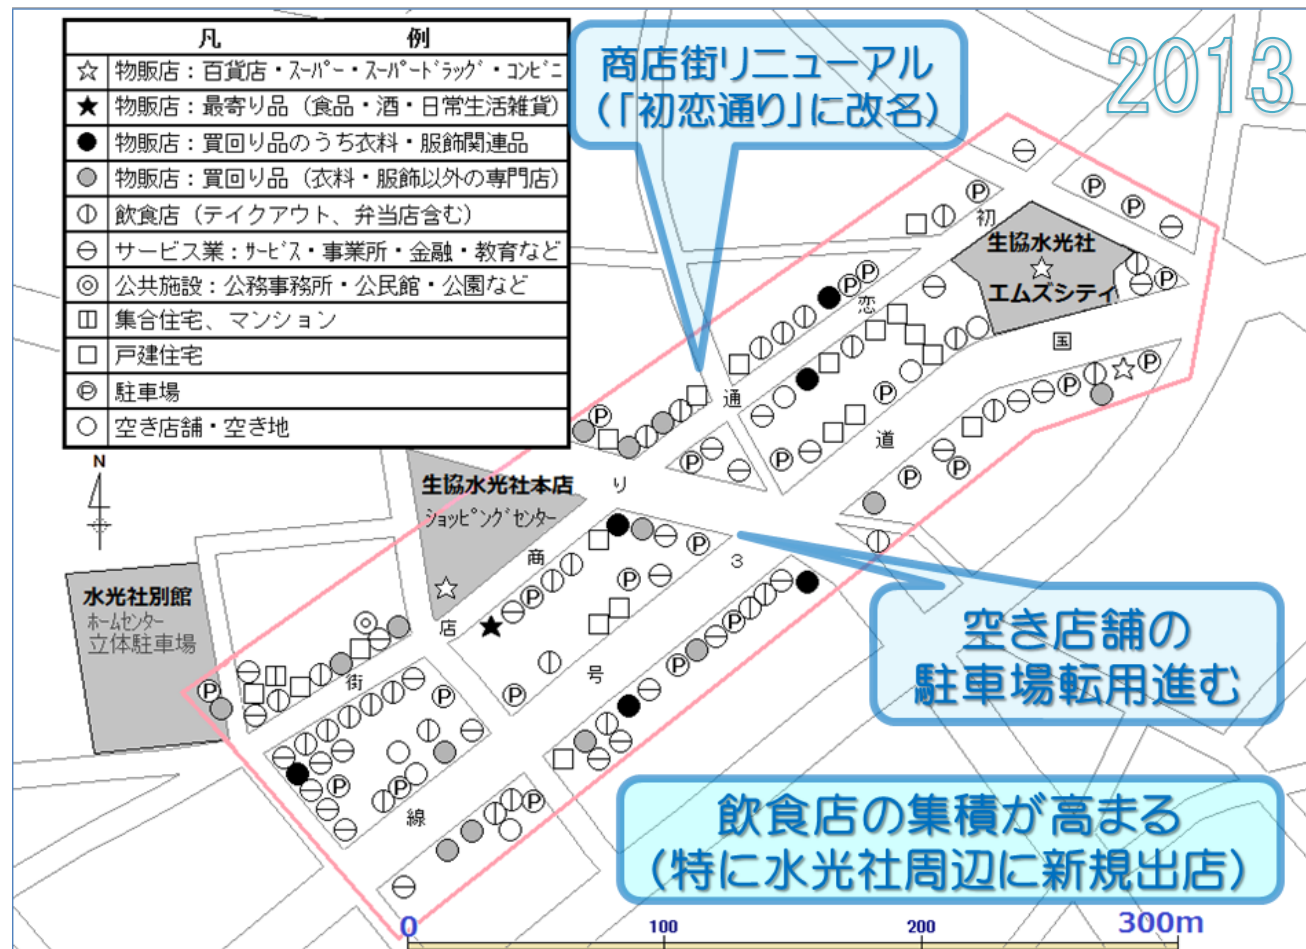 凡 例
☆ 物販店：百貨店・スーパー・スーパードラッグ・コンビニ
★ 物販店：最寄り品（食品・酒・日常生活雑貨）
● 物販店：買回り品のうち衣料・服飾関連品
物販店：買回り品（衣料・服飾以外の専門店）
飲食店（テイクアウト、弁当店含む）
サービス業：サービス・事業所・金融・教育など
◎ 公共施設：公務事務所・公民館・公園など
集合住宅、マンション
□ 戸建住宅
Ⓟ 駐車場
○ 空き店舗・空き地
商店街リニューアル
（「初恋通り」に改名）
2013
初
恋
通
り
商
店
街
生協水光社
エムズシティ
国
道
3
号
線
生協水光社本店
ショッピングセンター
N
水光社別館
ホームセンター
立体駐車場
空き店舗の
駐車場転用進む
飲食店の集積が高まる
（特に水光社周辺に新規出店）
0 100 200 300m